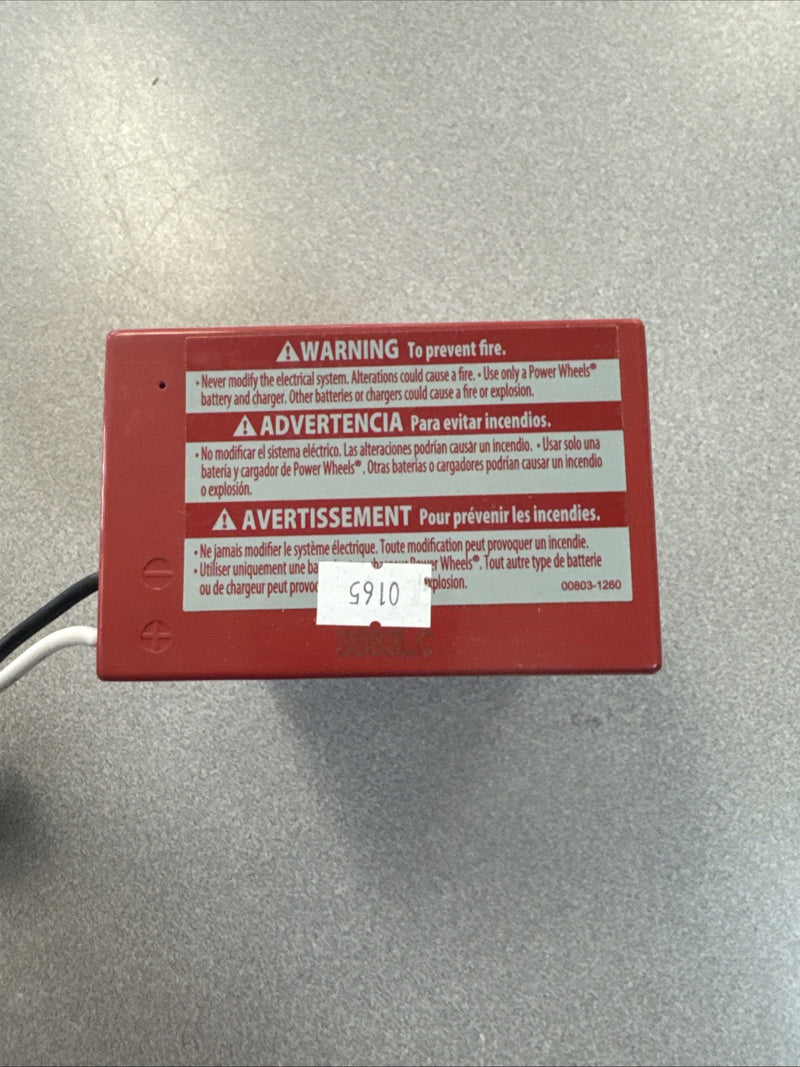 ⚠WARNING To prevent fire.
• Never modify the electrical system. Alterations could cause a fire. • Use only a Power Wheels®
battery and charger. Other batteries or chargers could cause a fire or explosion.
⚠ADVERTENCIA Para evitar incendios.
• No modificar el sistema eléctrico. Las alteraciones podrían causar un incendio. • Usar solo una
batería y cargador de Power Wheels®. Otras baterías o cargadores podrían causar un incendio
o explosión.
⚠ AVERTISSEMENT Pour prévenir les incendies.
• Ne jamais modifier le système électrique. Toute modification peut provoquer un incendie.
• Utiliser uniquement une Power Wheels®. Tout autre type de batterie
ou de chargeur peut explosion.
00803-1260
0165